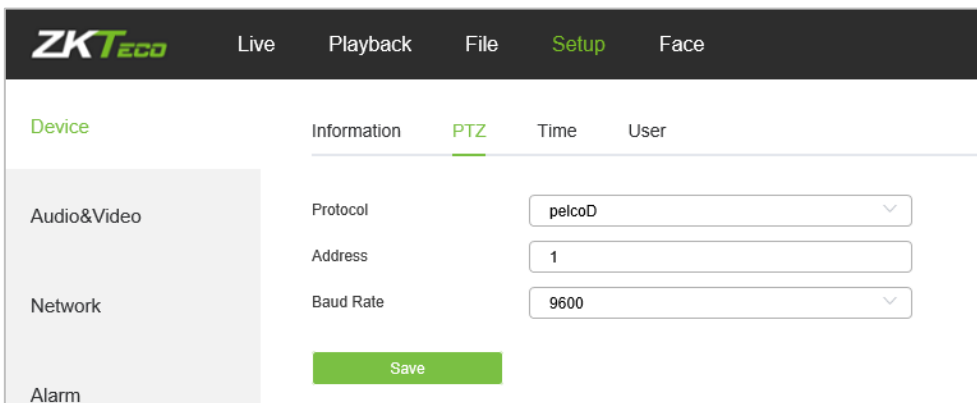 ZKTECO Live Playback File Setup Face
Device
Information PTZ Time User
Audio&Video
Protocol pelcoD
Address 1
Network
Baud Rate 9600
Save
Alarm